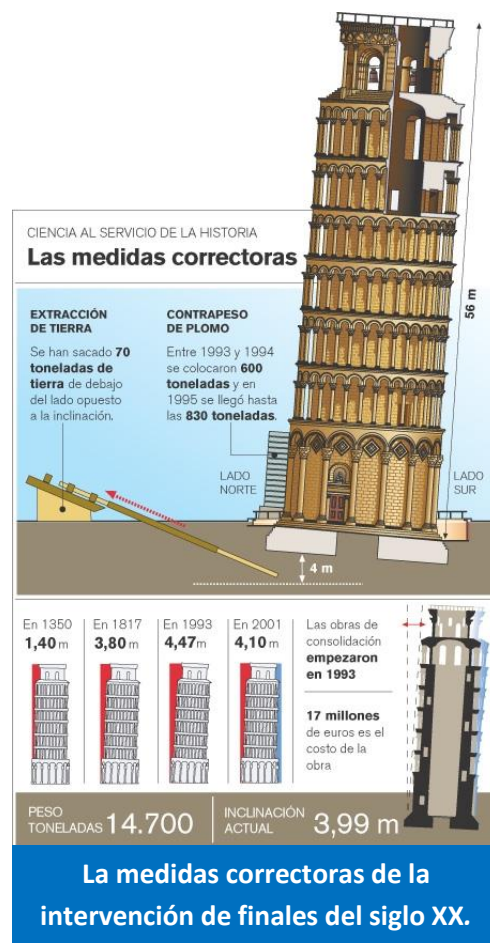 CIENCIA AL SERVICIO DE LA HISTORIA
Las medidas correctoras
EXTRACCIÓN
DE TIERRA
Se han sacado 70
toneladas de
tierra de debajo
del lado opuesto
a la inclinación.
CONTRAPESO
DE PLOMO
Entre 1993 y 1994
se colocaron 600
toneladas y en
1995 se llegó hasta
las 830 toneladas.
56 m
LADO
NORTE
LADO
SUR
4 m
En 1350
1,40 m
En 1817
3,80 m
En 1993
4,47 m
En 2001
4,10 m
Las obras de
consolidación
empezaron
en 1993
17 millones
de euros es el
costo de la
obra
PESO
TONELADAS 14.700
INCLINACIÓN
ACTUAL 3,99 m
La medidas correctoras de la
intervención de finales del siglo XX.